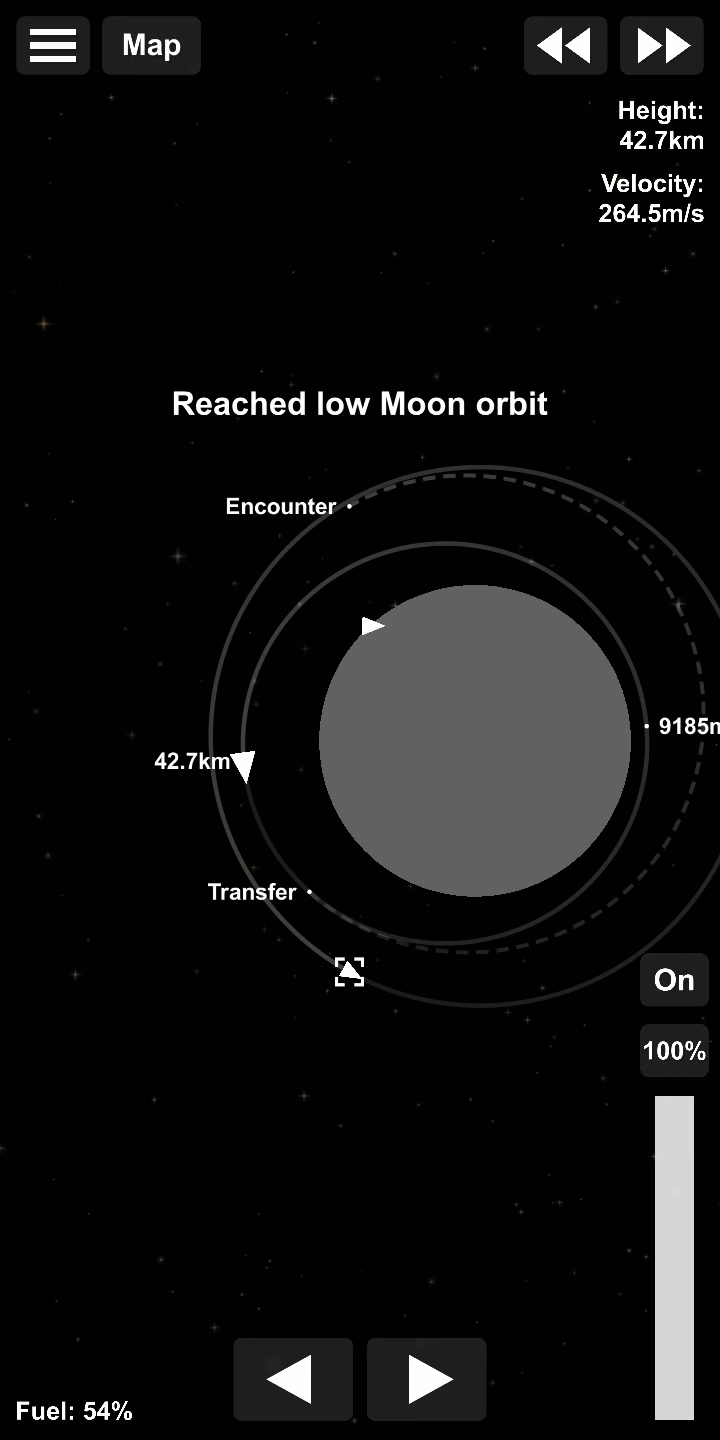 Map
Height:
42.7km
Velocity:
264.5m/s
Reached low Moon orbit
Encounter
9185m
42.7km
Transfer
On
100%
Fuel: 54%